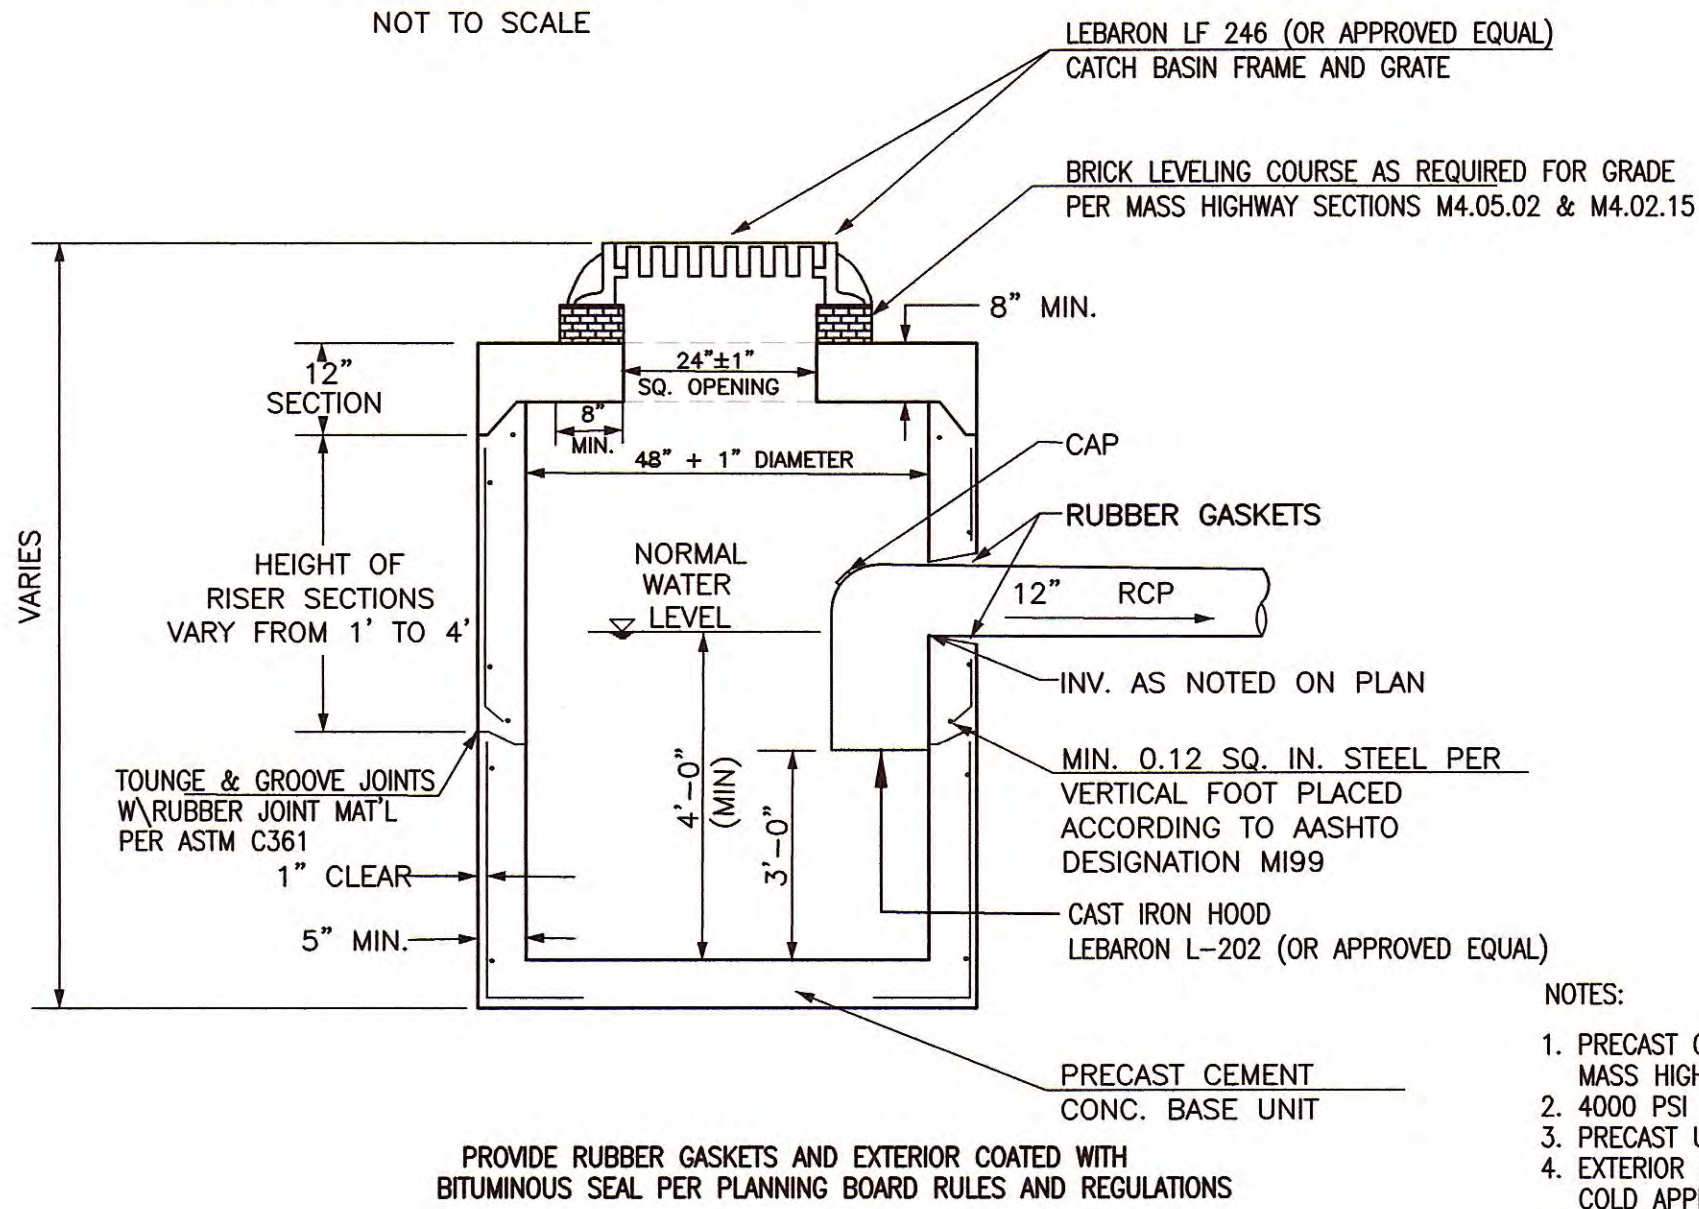 NOT TO SCALE
LEBARON LF 246 (OR APPROVED EQUAL)
CATCH BASIN FRAME AND GRATE
BRICK LEVELING COURSE AS REQUIRED FOR GRADE
PER MASS HIGHWAY SECTIONS M4.05.02 & M4.02.15
8" MIN.
12"
SECTION
24"±1"
SQ. OPENING
8"
MIN.
48" + 1" DIAMETER
CAP
RUBBER GASKETS
VARIES
HEIGHT OF
RISER SECTIONS
VARY FROM 1' TO 4'
NORMAL
WATER
LEVEL
12" RCP
INV. AS NOTED ON PLAN
4'-0"
(MIN)
3'-0"
TOUNGE & GROOVE JOINTS
W\RUBBER JOINT MAT'L
PER ASTM C361
MIN. 0.12 SQ. IN. STEEL PER
VERTICAL FOOT PLACED
ACCORDING TO AASHTO
DESIGNATION MI99
1" CLEAR
5" MIN.
CAST IRON HOOD
LEBARON L-202 (OR APPROVED EQUAL)
PRECAST CEMENT
CONC. BASE UNIT
PROVIDE RUBBER GASKETS AND EXTERIOR COATED WITH
BITUMINOUS SEAL PER PLANNING BOARD RULES AND REGULATIONS
NOTES:
1. PRECAST
MASS
2. 4000 PSI
3. PRECAST
4. EXTERIOR
COLD